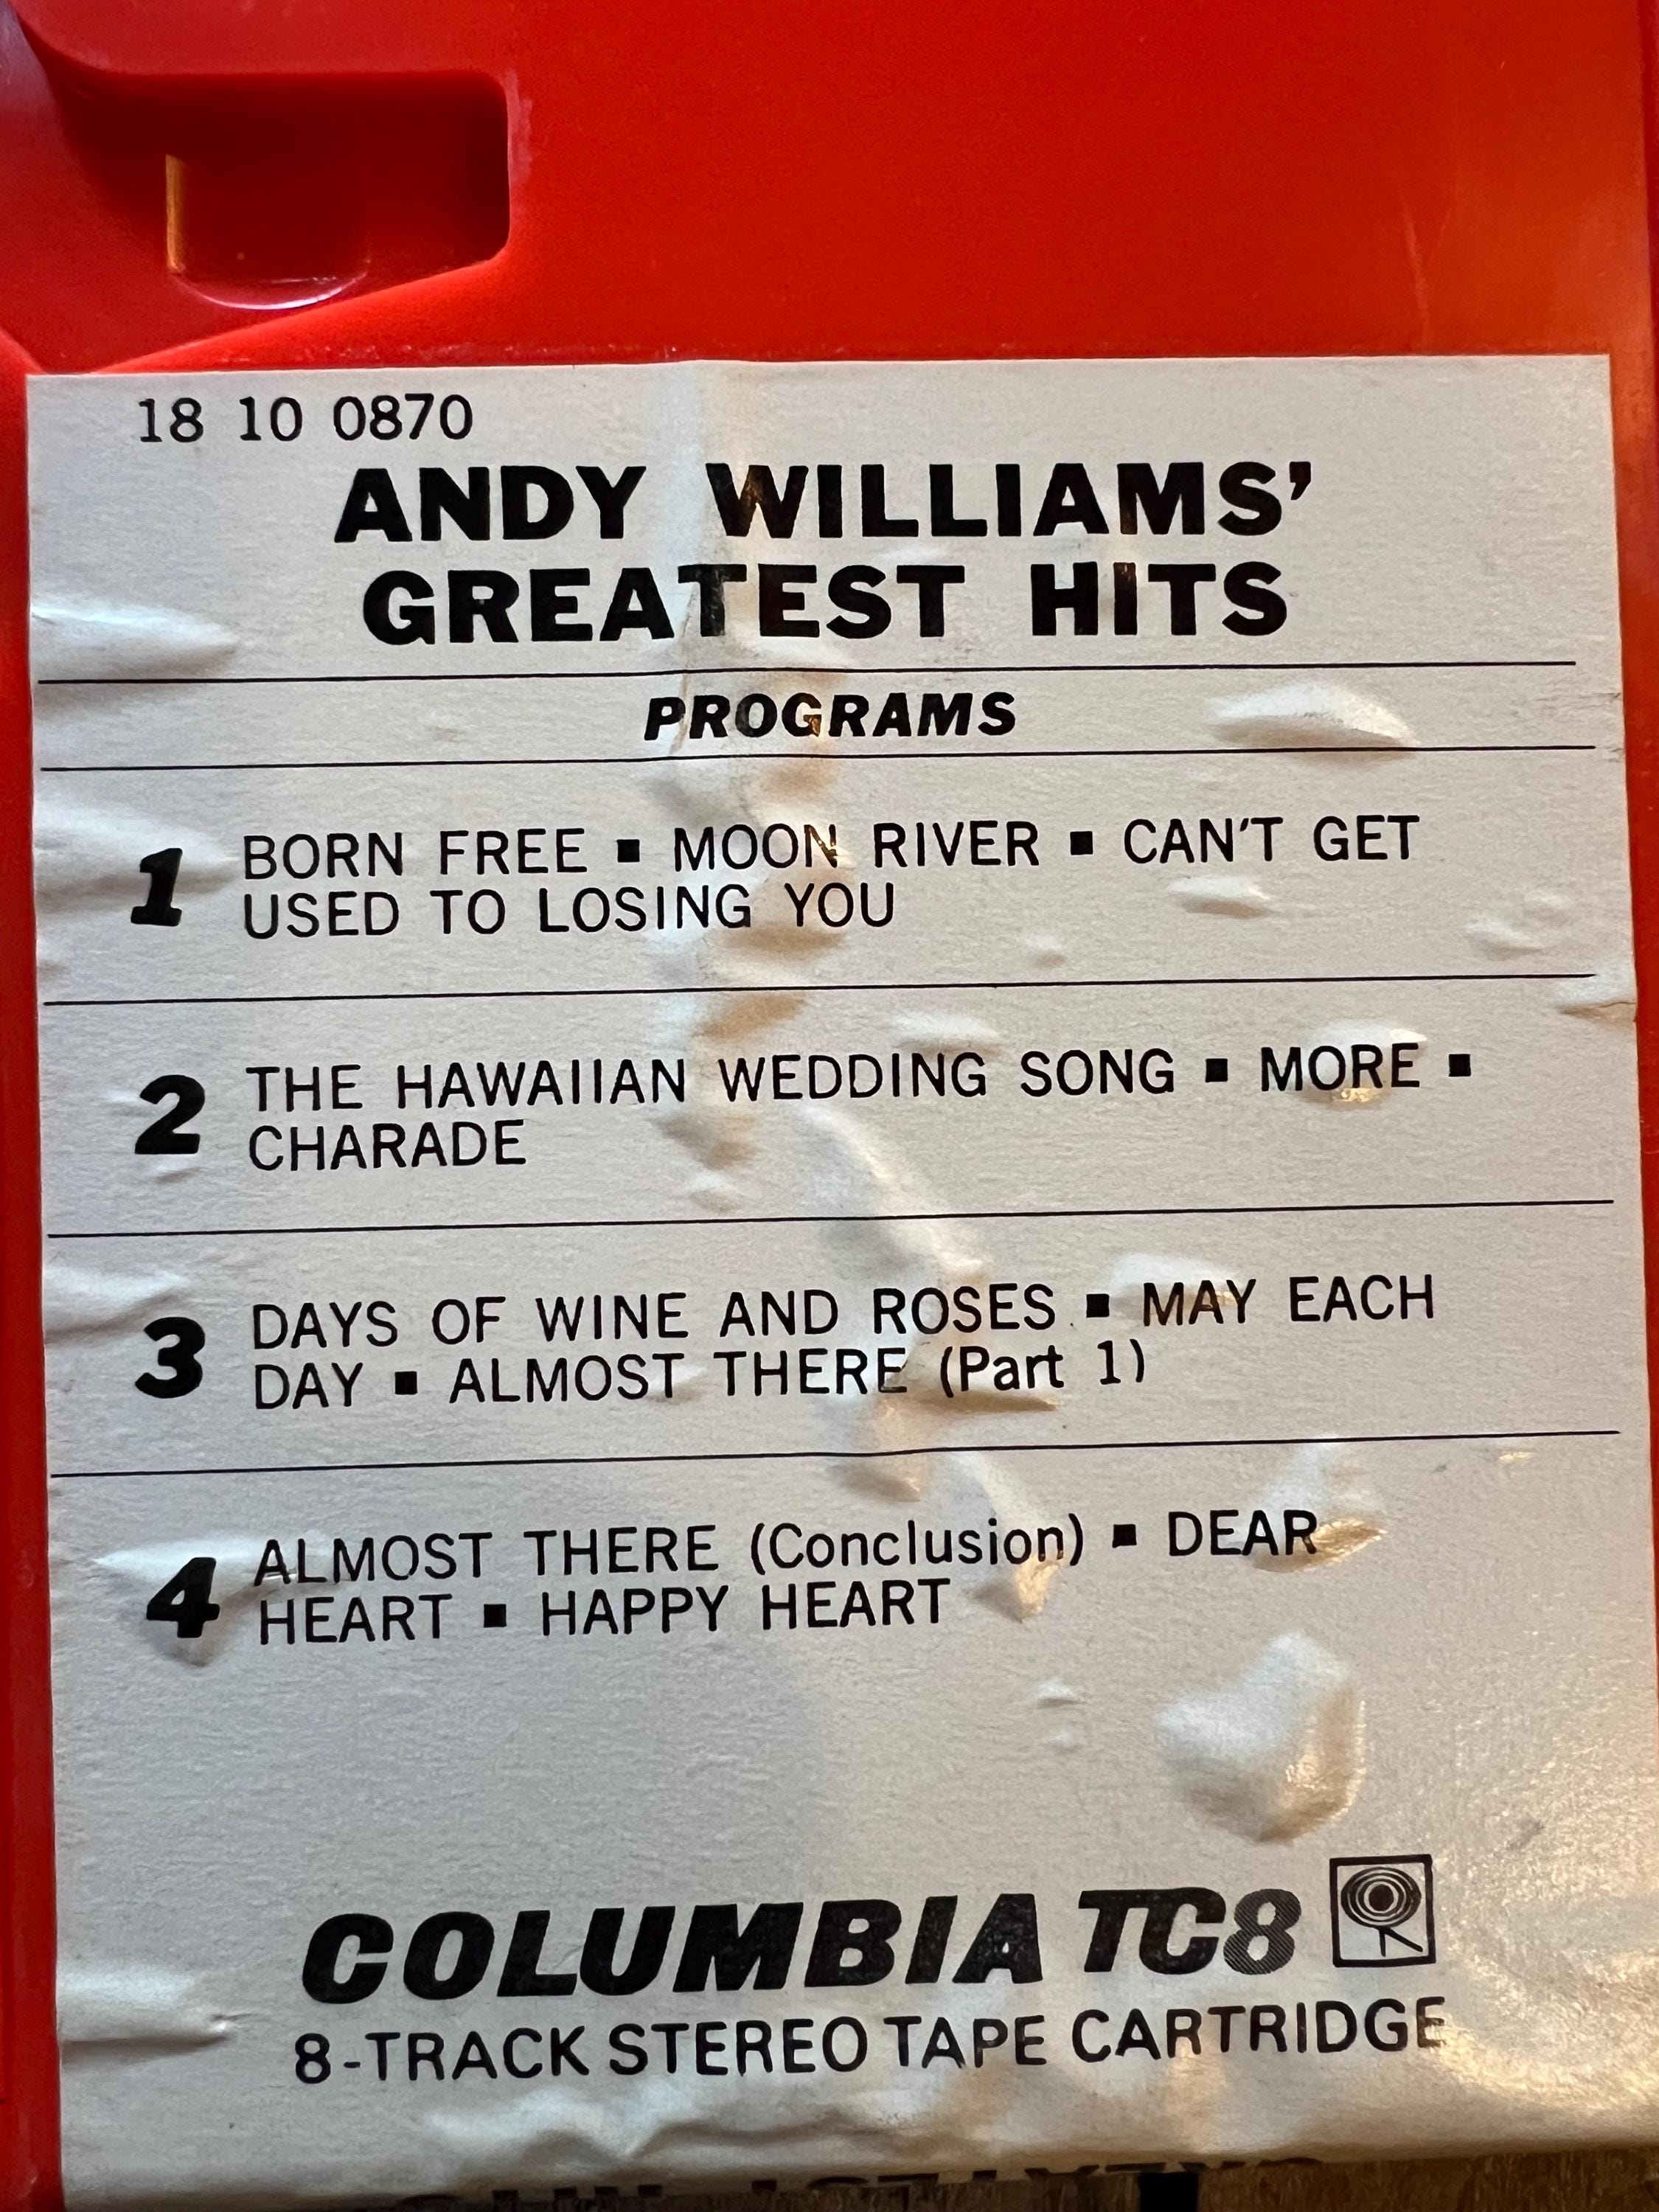 18 10 0870
ANDY WILLIAMS'
GREATEST HITS
PROGRAMS
1 BORN FREE ▪ MOON RIVER ▪ CAN'T GET
USED TO LOSING YOU
2 THE HAWAIIAN WEDDING SONG ▪ MORE ▪
CHARADE
3 DAYS OF WINE AND ROSES ▪ MAY EACH
DAY ▪ ALMOST THERE (Part 1)
4 ALMOST THERE (Conclusion) ▪ DEAR
HEART ▪ HAPPY HEART
COLUMBIA TC8
8-TRACK STEREO TAPE CARTRIDGE